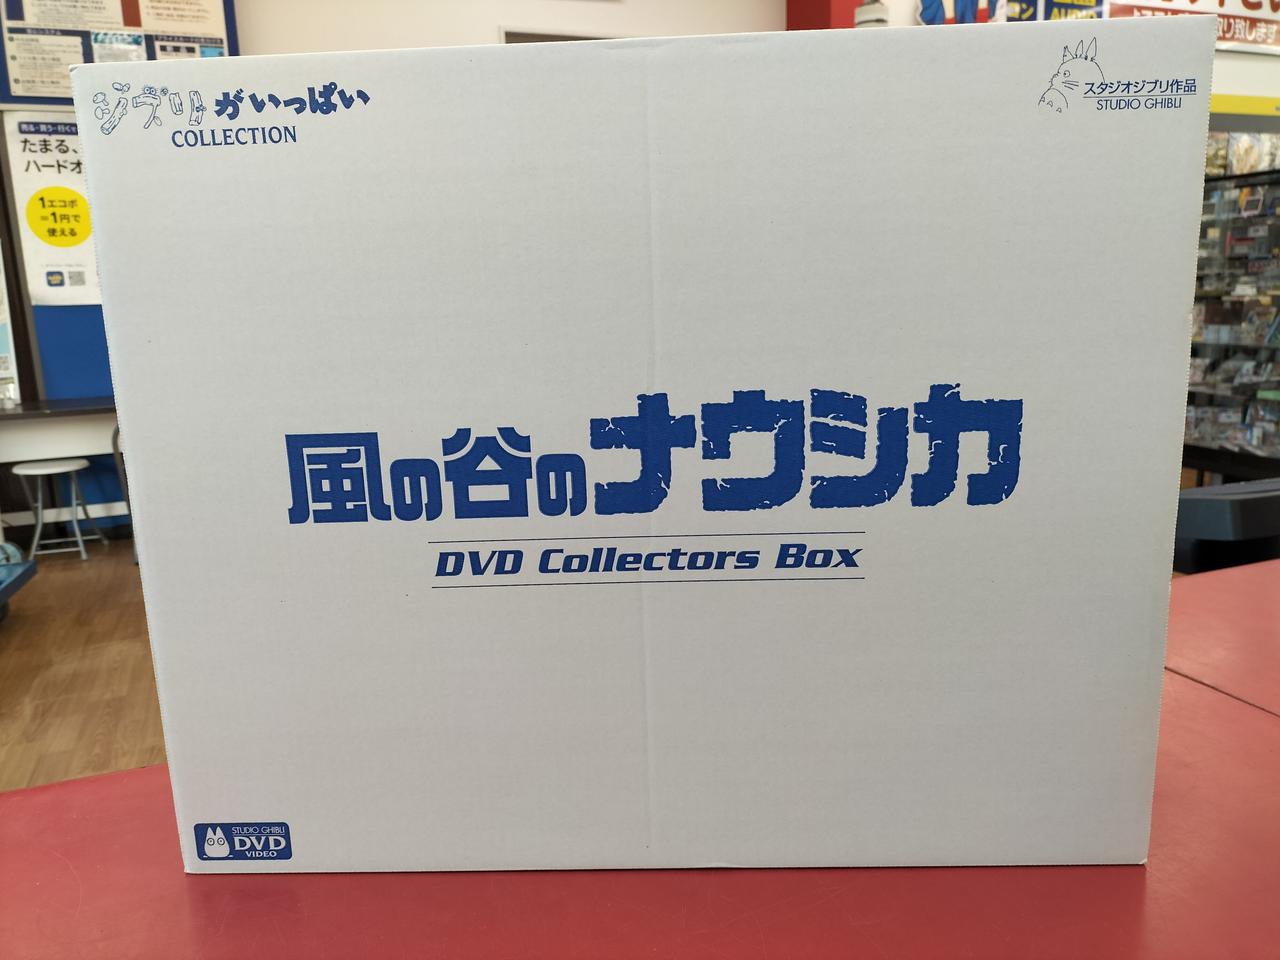 ジブリがいっぱい
COLLECTION
スタジオジブリ作品
STUDIO GHIBLI
風の谷のナウシカ
DVD Collectors Box
STUDIO GHIBLI
DVD
VIDEO
たまる、
ハードオ
1エコポ
=1円で
使える